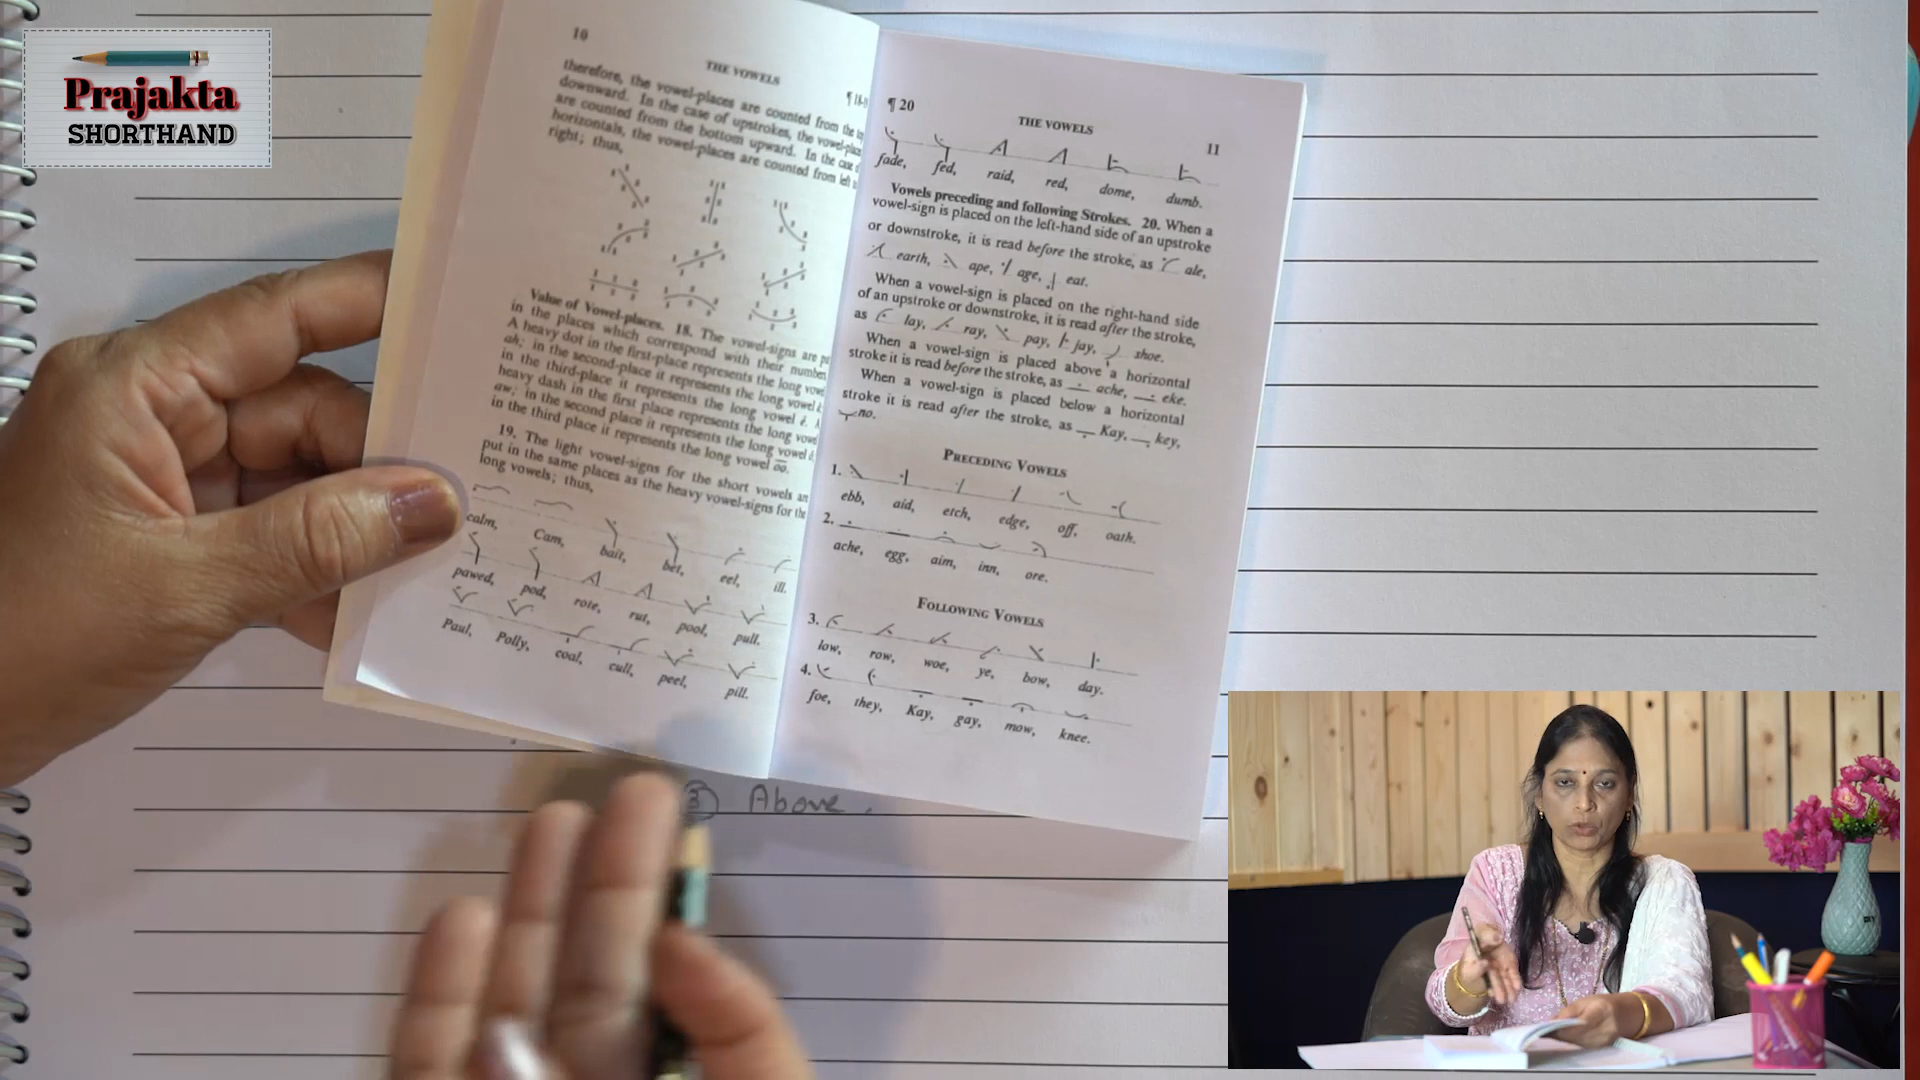 Prajakta
SHORTHAND
10
THE VOWELS
therefore, the vowel-places are counted from the top
downward. In the case of upstrokes, the vowel-places
are counted from the bottom upward. In the case of
horizontals, the vowel-places are counted from left to
right; thus,
Value of Vowel-places. 18. The vowel-signs are put
in the places which correspond with their numbers.
A heavy dot in the first-place represents the long vowel
ah; in the second-place it represents the long vowel
in the third-place it represents the long vowel ē. A
heavy dash in the first place represents the long vowel
aw; in the second place it represents the long vowel
in the third place it represents the long vowel o͞o.
19. The light vowel-signs for the short vowels are
put in the same places as the heavy vowel-signs for the
long vowels; thus,
calm, Cam, bait, bet, eel, ill.
pawed, pod, rote, rut, pool, pull.
Paul, Polly, coal, cull, peel, pill.
¶ 20
THE VOWELS
11
fade, fed, raid, red, dome, dumb.
Vowels preceding and following Strokes. 20. When a
vowel-sign is placed on the left-hand side of an upstroke
or downstroke, it is read before the stroke, as ale,
earth, ape, age, eat.
When a vowel-sign is placed on the right-hand side
of an upstroke or downstroke, it is read after the stroke,
as lay, ray, pay, jay, shoe.
When a vowel-sign is placed above a horizontal
stroke it is read before the stroke, as ache, eke.
When a vowel-sign is placed below a horizontal
stroke it is read after the stroke, as Kay, key,
no.
PRECEDING VOWELS
1.
ebb, aid, etch, edge, off, oath.
2.
ache, egg, aim, inn, ore.
FOLLOWING VOWELS
3.
low, row, woe, ye, bow, day.
4.
foe, they, Kay, gay, mow, knee.
③ Above.